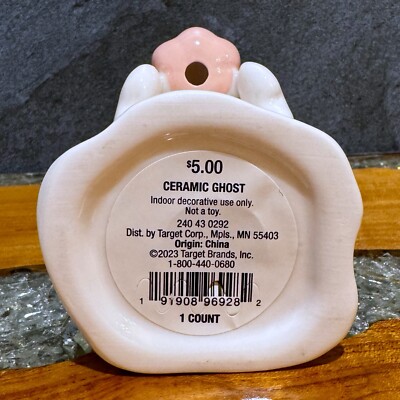 $5.00
CERAMIC GHOST
Indoor decorative use only.
Not a toy.
240 43 0292
Dist. by Target Corp., Mpls., MN 55403
Origin: China
©2023 Target Brands, Inc.
1-800-440-0680
1 91908 96928 2
1 COUNT